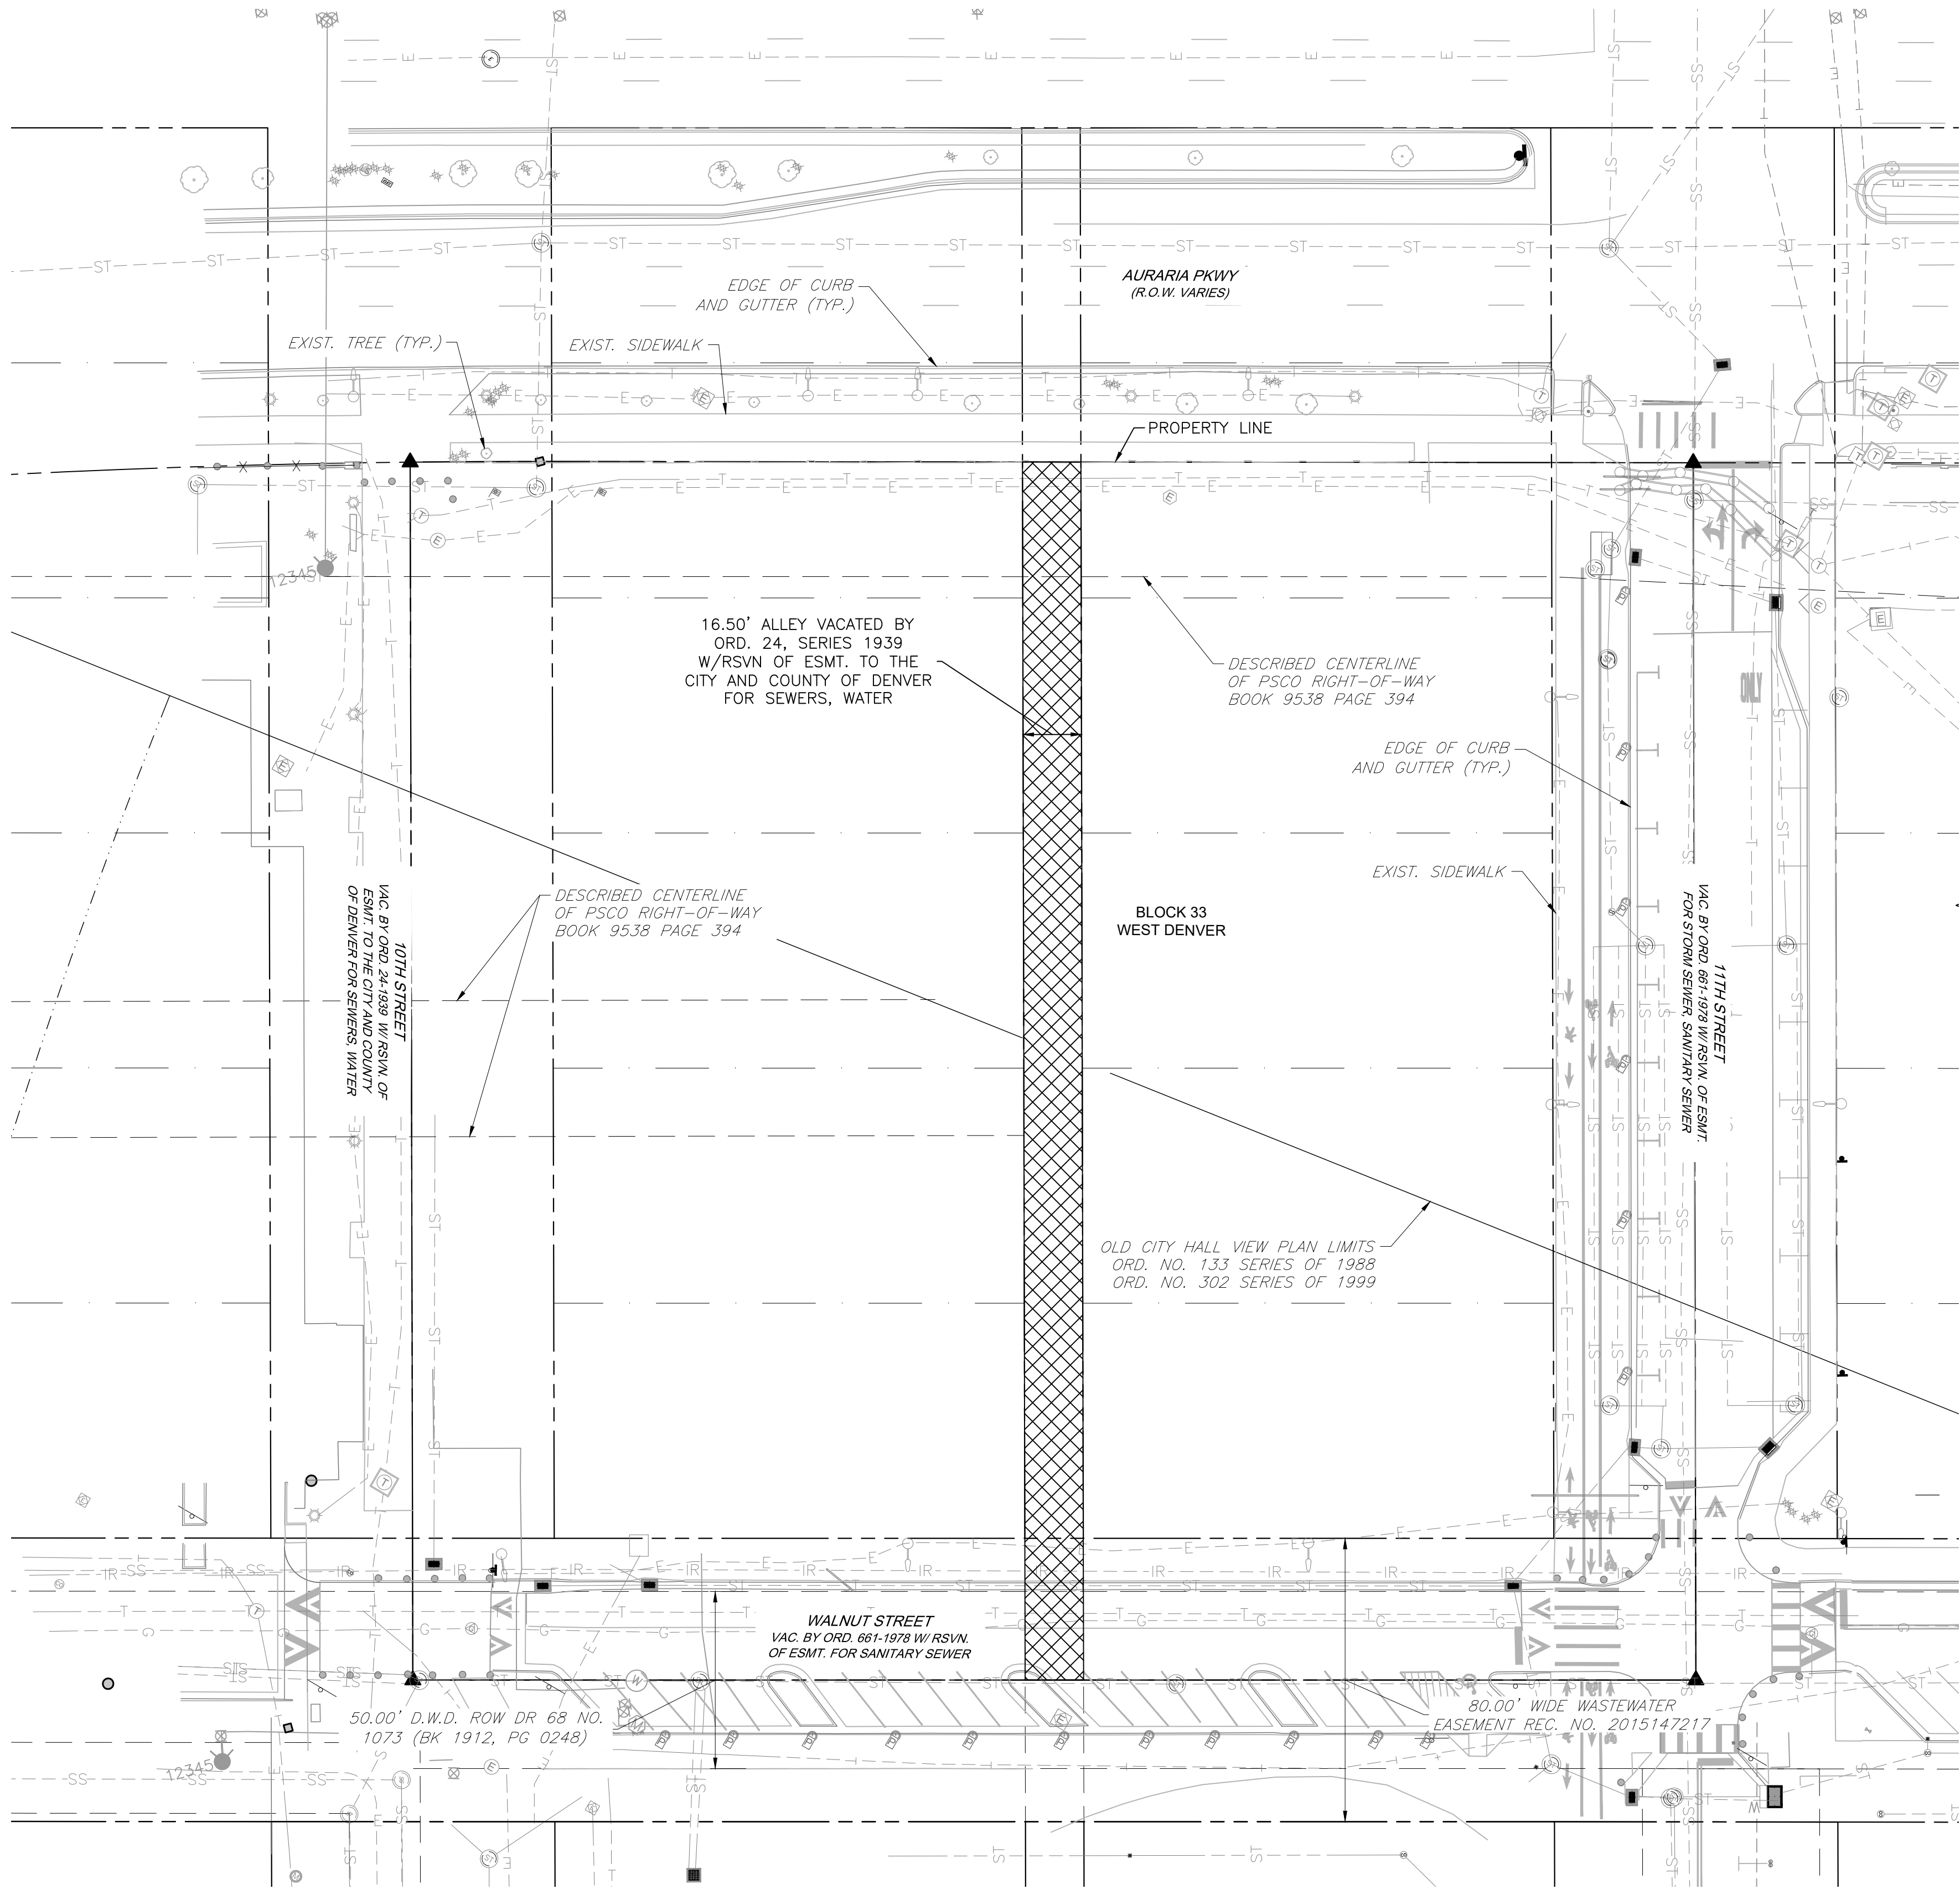 AURARIA PKWY
(R.O.W. VARIES)
EDGE OF CURB
AND GUTTER (TYP.)
EXIST. TREE (TYP.)
EXIST. SIDEWALK
PROPERTY LINE
12345
16.50' ALLEY VACATED BY
ORD. 24, SERIES 1939
W/RSVN OF ESMT. TO THE
CITY AND COUNTY OF DENVER
FOR SEWERS, WATER
DESCRIBED CENTERLINE
OF PSCO RIGHT-OF-WAY
BOOK 9538 PAGE 394
ONLY
EDGE OF CURB
AND GUTTER (TYP.)
EXIST. SIDEWALK
DESCRIBED CENTERLINE
OF PSCO RIGHT-OF-WAY
BOOK 9538 PAGE 394
BLOCK 33
WEST DENVER
10TH STREET
VAC. BY ORD. 24-1939 W/ RSVN. OF
ESMT. TO THE CITY AND COUNTY
OF DENVER FOR SEWERS, WATER
11TH STREET
VAC. BY ORD. 661-1978 W/ RSVN. OF ESMT.
FOR STORM SEWER, SANITARY SEWER
OLD CITY HALL VIEW PLAN LIMITS
ORD. NO. 133 SERIES OF 1988
ORD. NO. 302 SERIES OF 1999
WALNUT STREET
VAC. BY ORD. 661-1978 W/ RSVN.
OF ESMT. FOR SANITARY SEWER
50.00' D.W.D. ROW DR 68 NO.
1073 (BK 1912, PG 0248)
80.00' WIDE WASTEWATER
EASEMENT REC. NO. 2015147217
12345